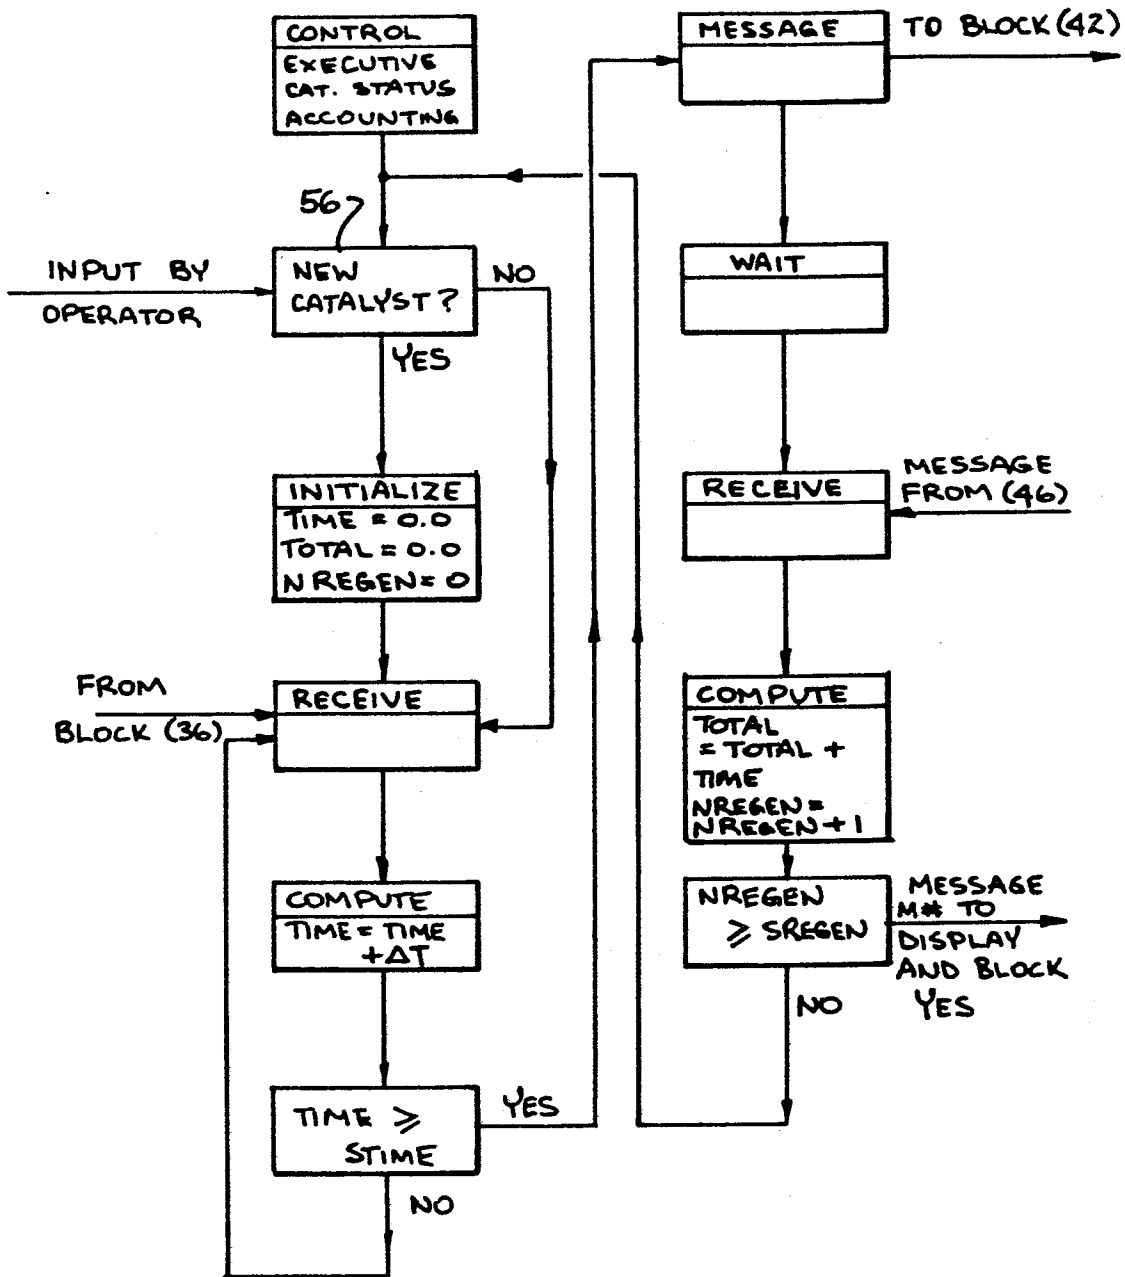 CONTROL
EXECUTIVE
CAT. STATUS
ACCOUNTING
56
INPUT BY
OPERATOR
NEW
CATALYST?
NO
YES
INITIALIZE
TIME = 0.0
TOTAL = 0.0
N REGEN = 0
FROM
BLOCK (36)
RECEIVE
COMPUTE
TIME = TIME
+ ΔT
TIME ≥
STIME
YES
NO
MESSAGE
TO BLOCK (42)
WAIT
RECEIVE
MESSAGE
FROM (46)
COMPUTE
TOTAL
= TOTAL +
TIME
NREGEN =
NREGEN + 1
NREGEN
≥ SREGEN
MESSAGE
M# TO
DISPLAY
AND BLOCK
YES
NO